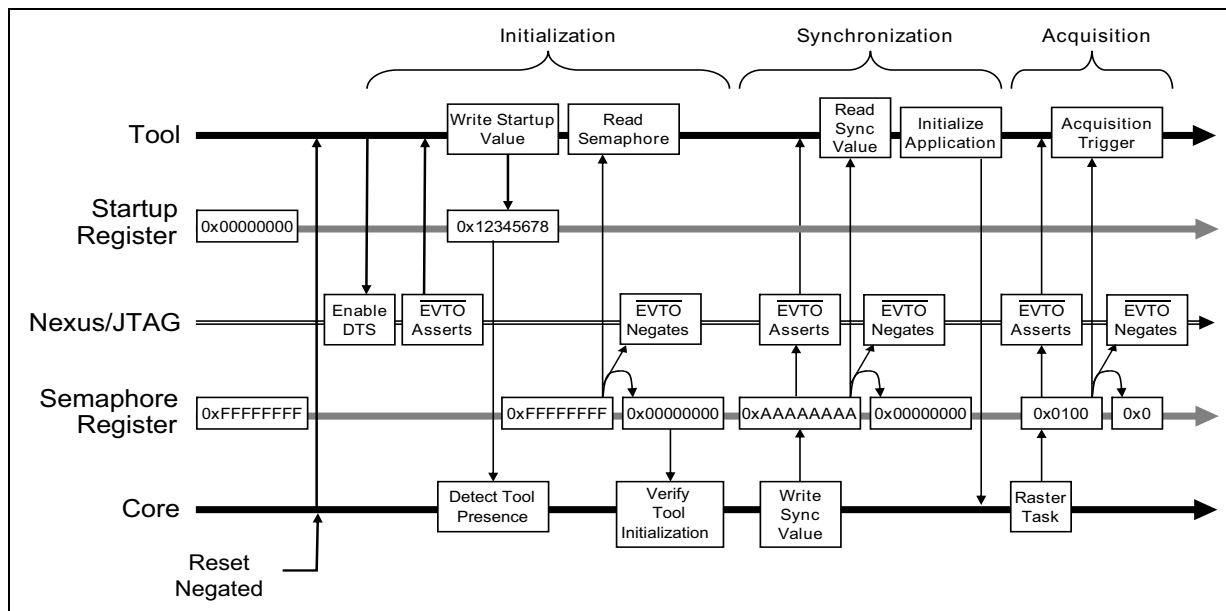 Initialization
Synchronization
Acquisition
Tool
Write Startup
Value
Read
Semaphore
Read
Sync
Value
Initialize
Application
Acquisition
Trigger
Startup
Register
0x00000000
0x12345678
Nexus/JTAG
Enable
DTS
EVTO
Asserts
EVTO
Negates
EVTO
Asserts
EVTO
Negates
EVTO
Asserts
EVTO
Negates
Semaphore
Register
0xFFFFFFFF
0xFFFFFFFF
0x00000000
0xAAAAAAAA
0x00000000
0x0100
0x0
Core
Detect Tool
Presence
Verify
Tool
Initialization
Write
Sync
Value
Raster
Task
Reset
Negated